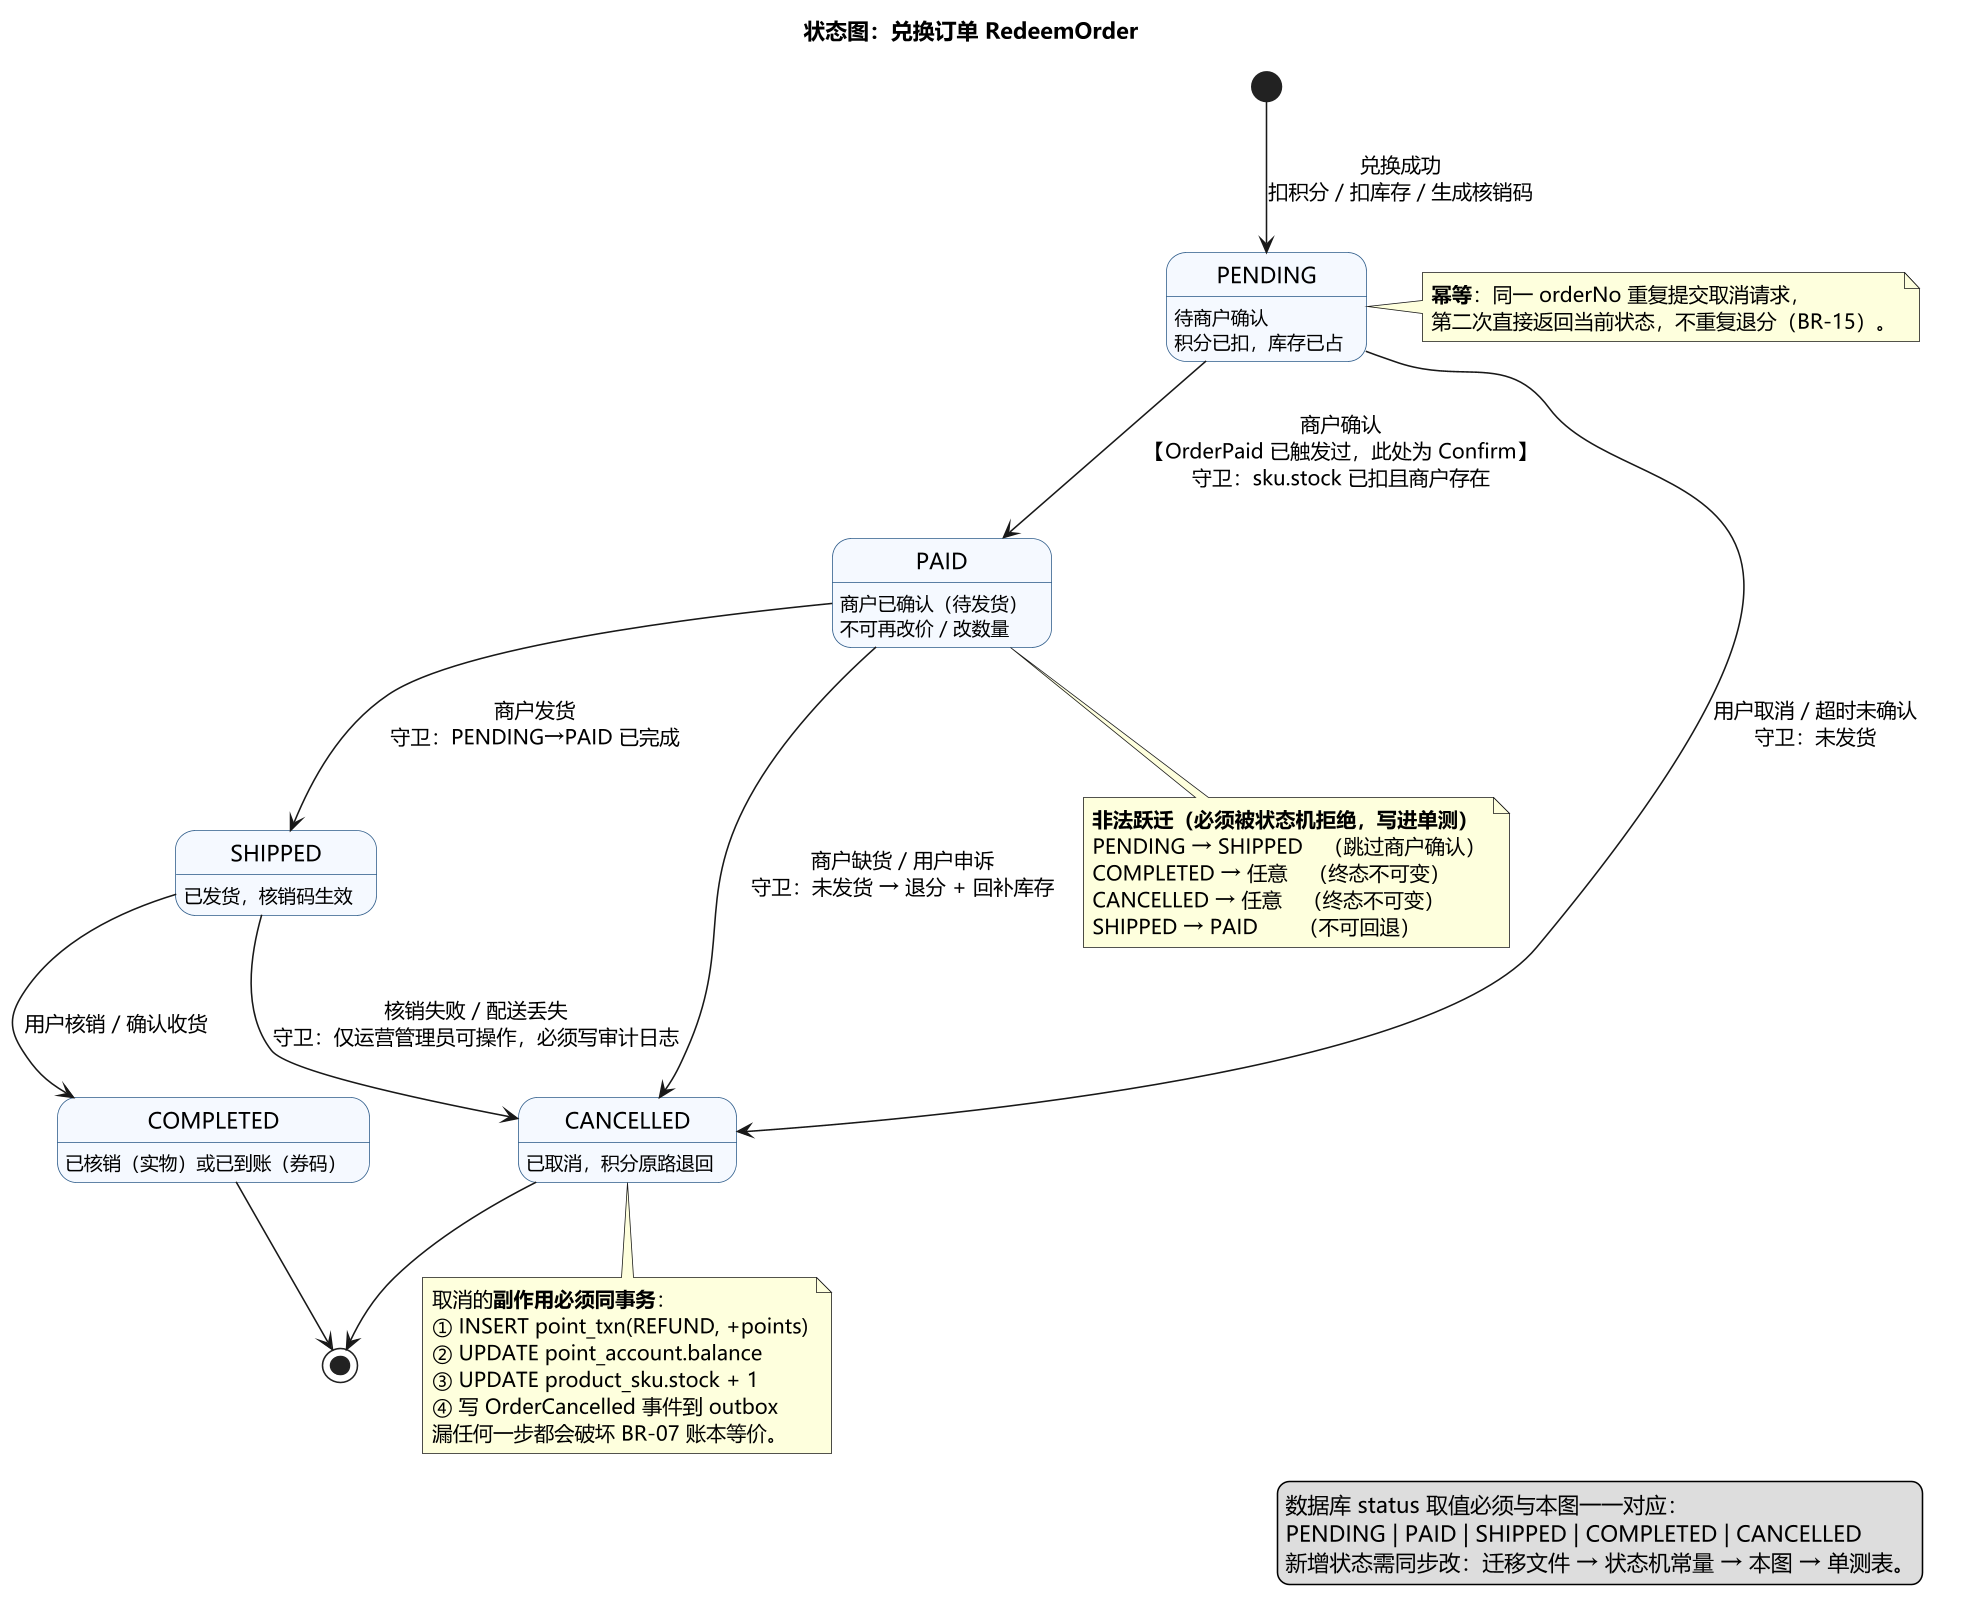 状态图：兑换订单 RedeemOrder
兑换成功
扣积分 / 扣库存 / 生成核销码
PENDING
待商户确认
积分已扣，库存已占
幂等：同一 orderNo 重复提交取消请求，
第二次直接返回当前状态，不重复退分（BR-15）。
商户确认
【OrderPaid 已触发过，此处为 Confirm】
守卫：sku.stock 已扣且商户存在
PAID
商户已确认（待发货）
不可再改价 / 改数量
商户发货
守卫：PENDING→PAID 已完成
用户取消 / 超时未确认
守卫：未发货
非法跃迁（必须被状态机拒绝，写进单测）
PENDING → SHIPPED （跳过商户确认）
COMPLETED → 任意 （终态不可变）
CANCELLED → 任意 （终态不可变）
SHIPPED → PAID （不可回退）
SHIPPED
已发货，核销码生效
商户缺货 / 用户申诉
守卫：未发货 → 退分 + 回补库存
用户核销 / 确认收货
核销失败 / 配送丢失
守卫：仅运营管理员可操作，必须写审计日志
COMPLETED
已核销（实物）或已到账（券码）
CANCELLED
已取消，积分原路退回
取消的副作用必须同事务：
① INSERT point_txn(REFUND, +points)
② UPDATE point_account.balance
③ UPDATE product_sku.stock + 1
④ 写 OrderCancelled 事件到 outbox
漏任何一步都会破坏 BR-07 账本等价。
数据库 status 取值必须与本图一一对应：
PENDING | PAID | SHIPPED | COMPLETED | CANCELLED
新增状态需同步改：迁移文件 → 状态机常量 → 本图 → 单测表。